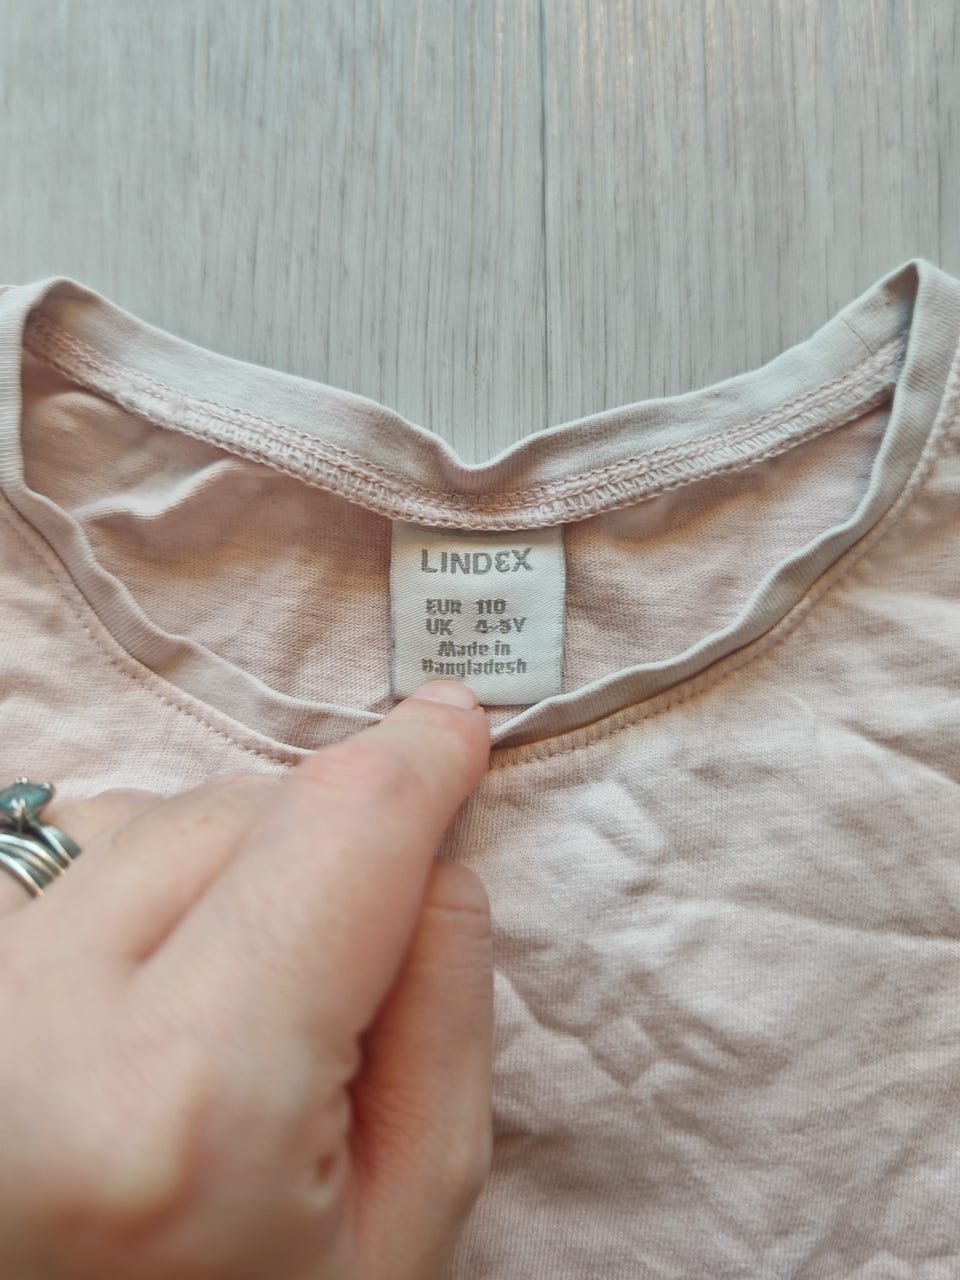 LINDEX
EUR 110
UK 4-5Y
Made in
Bangladesh